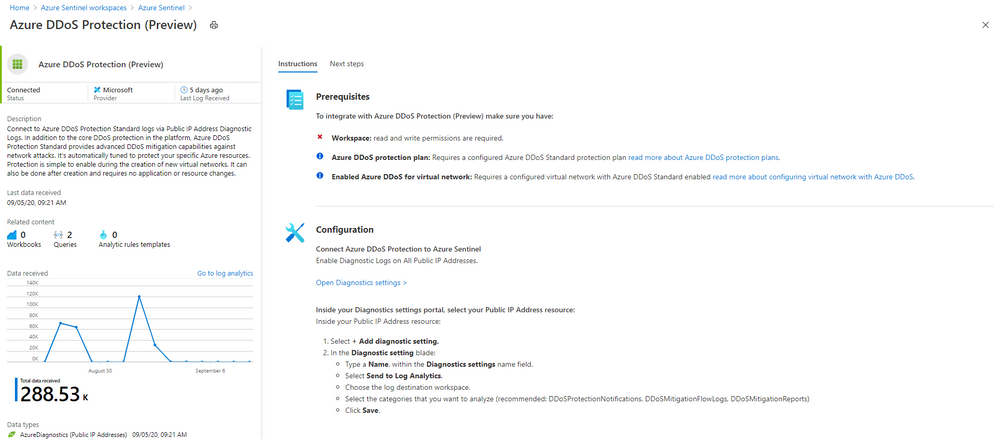 Home > Azure Sentinel workspaces > Azure Sentinel >
Azure DDoS Protection (Preview)
Azure DDoS Protection (Preview)
Connected
Status
Microsoft
Provider
5 days ago
Last Log Received
Description
Connect to Azure DDoS Protection Standard logs via Public IP Address Diagnostic
Logs. In addition to the core DDoS protection in the platform, Azure DDoS
Protection Standard provides advanced DDoS mitigation capabilities against
network attacks. It's automatically tuned to protect your specific Azure resources.
Protection is simple to enable during the creation of new virtual networks. It can
also be done after creation and requires no application or resource changes.
Last data received
09/05/20, 09:21 AM
Related content
0
Workbooks
2
Queries
0
Analytic rules templates
Data received
Go to log analytics
140K
120K
100K
80K
60K
40K
20K
0K
August 30
September 6
Total data received
288.53 K
Data types
AzureDiagnostics (Public IP Addresses) 09/05/20, 09:21 AM
Instructions
Next steps
Prerequisites
To integrate with Azure DDoS Protection (Preview) make sure you have:
Workspace: read and write permissions are required.
Azure DDoS protection plan: Requires a configured Azure DDoS Standard protection plan read more about Azure DDoS protection plans.
Enabled Azure DDoS for virtual network: Requires a configured virtual network with Azure DDoS Standard enabled read more about configuring virtual network with Azure DDoS.
Configuration
Connect Azure DDoS Protection to Azure Sentinel
Enable Diagnostic Logs on All Public IP Addresses.
Open Diagnostics settings >
Inside your Diagnostics settings portal, select your Public IP Address resource:
Inside your Public IP Address resource:
1. Select + Add diagnostic setting.
2. In the Diagnostic setting blade:
Type a Name, within the Diagnostics settings name field.
Select Send to Log Analytics.
Choose the log destination workspace.
Select the categories that you want to analyze (recommended: DDoSProtectionNotifications, DDoSMitigationFlowLogs, DDoSMitigationReports)
Click Save.